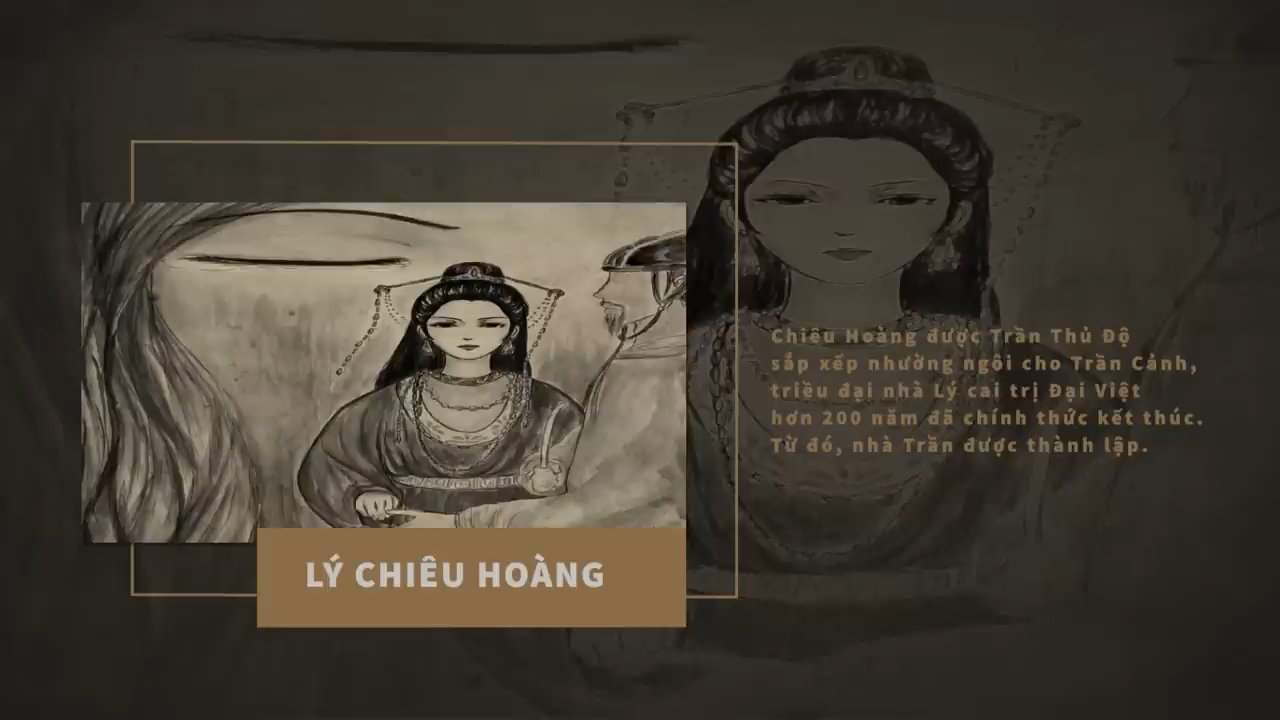 LÝ CHIÊU HOÀNG
Chiêu Hoàng được Trần Thủ Độ
sắp xếp nhường ngôi cho Trần Cảnh,
triều đại nhà Lý cai trị Đại Việt
hơn 200 năm đã chính thức kết thúc.
Từ đó, nhà Trần được thành lập.